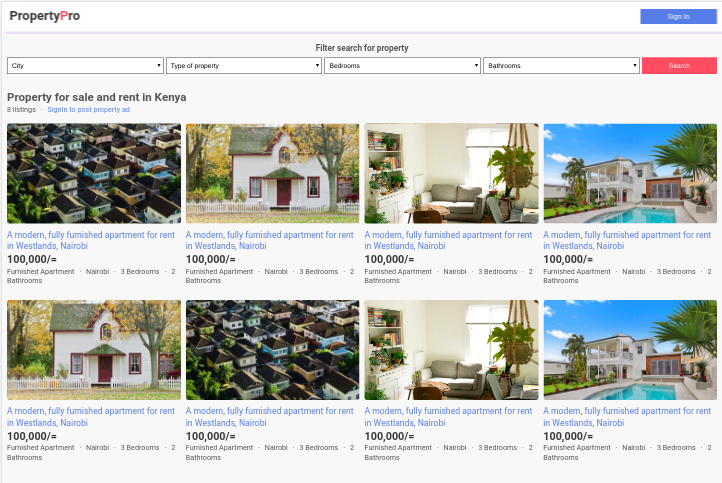 PropertyPro
Sign In
Filter search for property
City
Type of property
Bedrooms
Bathrooms
Search
Property for sale and rent in Kenya
8 listings · SignIn to post property ad
A modern, fully furnished apartment for rent
in Westlands, Nairobi
100,000/=
Furnished Apartment · Nairobi · 3 Bedrooms · 2
Bathrooms
A modern, fully furnished apartment for rent
in Westlands, Nairobi
100,000/=
Furnished Apartment · Nairobi · 3 Bedrooms · 2
Bathrooms
A modern, fully furnished apartment for rent
in Westlands, Nairobi
100,000/=
Furnished Apartment · Nairobi · 3 Bedrooms · 2
Bathrooms
A modern, fully furnished apartment for rent
in Westlands, Nairobi
100,000/=
Furnished Apartment · Nairobi · 3 Bedrooms · 2
Bathrooms
A modern, fully furnished apartment for rent
in Westlands, Nairobi
100,000/=
Furnished Apartment · Nairobi · 3 Bedrooms · 2
Bathrooms
A modern, fully furnished apartment for rent
in Westlands, Nairobi
100,000/=
Furnished Apartment · Nairobi · 3 Bedrooms · 2
Bathrooms
A modern, fully furnished apartment for rent
in Westlands, Nairobi
100,000/=
Furnished Apartment · Nairobi · 3 Bedrooms · 2
Bathrooms
A modern, fully furnished apartment for rent
in Westlands, Nairobi
100,000/=
Furnished Apartment · Nairobi · 3 Bedrooms · 2
Bathrooms